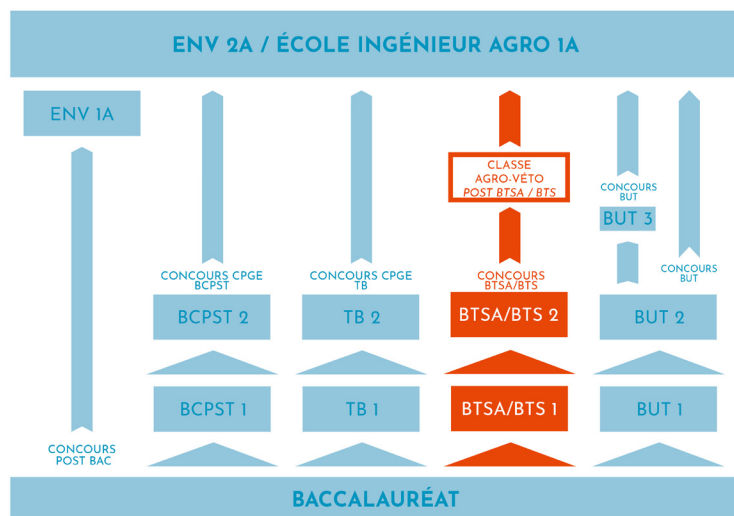 ENV 2A / ÉCOLE INGÉNIEUR AGRO 1A
ENV 1A
CLASSE
AGRO-VÉTO
POST BTSA / BTS
CONCOURS
BUT
BUT 3
CONCOURS CPGE
BCPST
CONCOURS CPGE
TB
CONCOURS
BTSA/BTS
CONCOURS
BUT
BCPST 2
TB 2
BTSA/BTS 2
BUT 2
BCPST 1
TB 1
BTSA/BTS 1
BUT 1
CONCOURS
POST BAC
BACCALAURÉAT